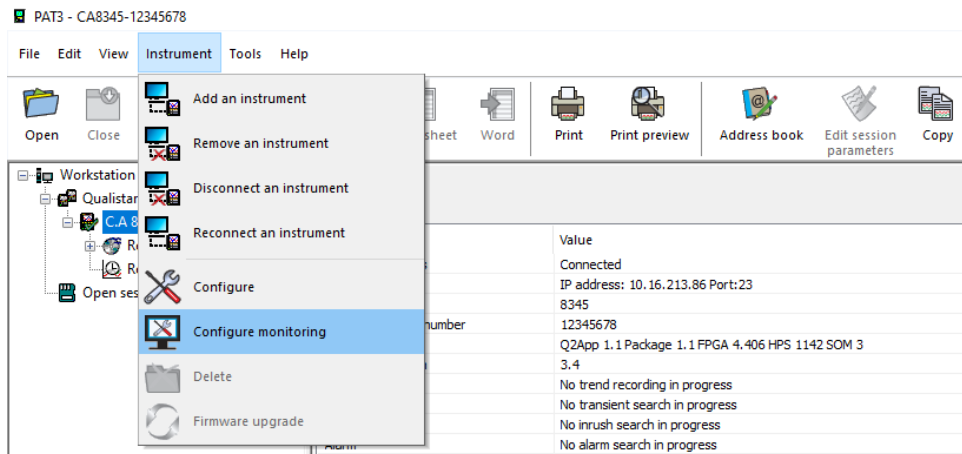 PAT3 - CA8345-12345678
File Edit View Instrument Tools Help
Open Close sheet Word Print Print preview Address book Edit session parameters Copy
Add an instrument
Remove an instrument
Disconnect an instrument
Reconnect an instrument
Configure
Configure monitoring
Delete
Firmware upgrade
Workstation
Qualistar
C.A 8
R
R
Open ses
Value
Connected
IP address: 10.16.213.86 Port:23
8345
number 12345678
Q2App 1.1 Package 1.1 FPGA 4.406 HPS 1142 SOM 3
3.4
No trend recording in progress
No transient search in progress
No inrush search in progress
Alarm No alarm search in progress